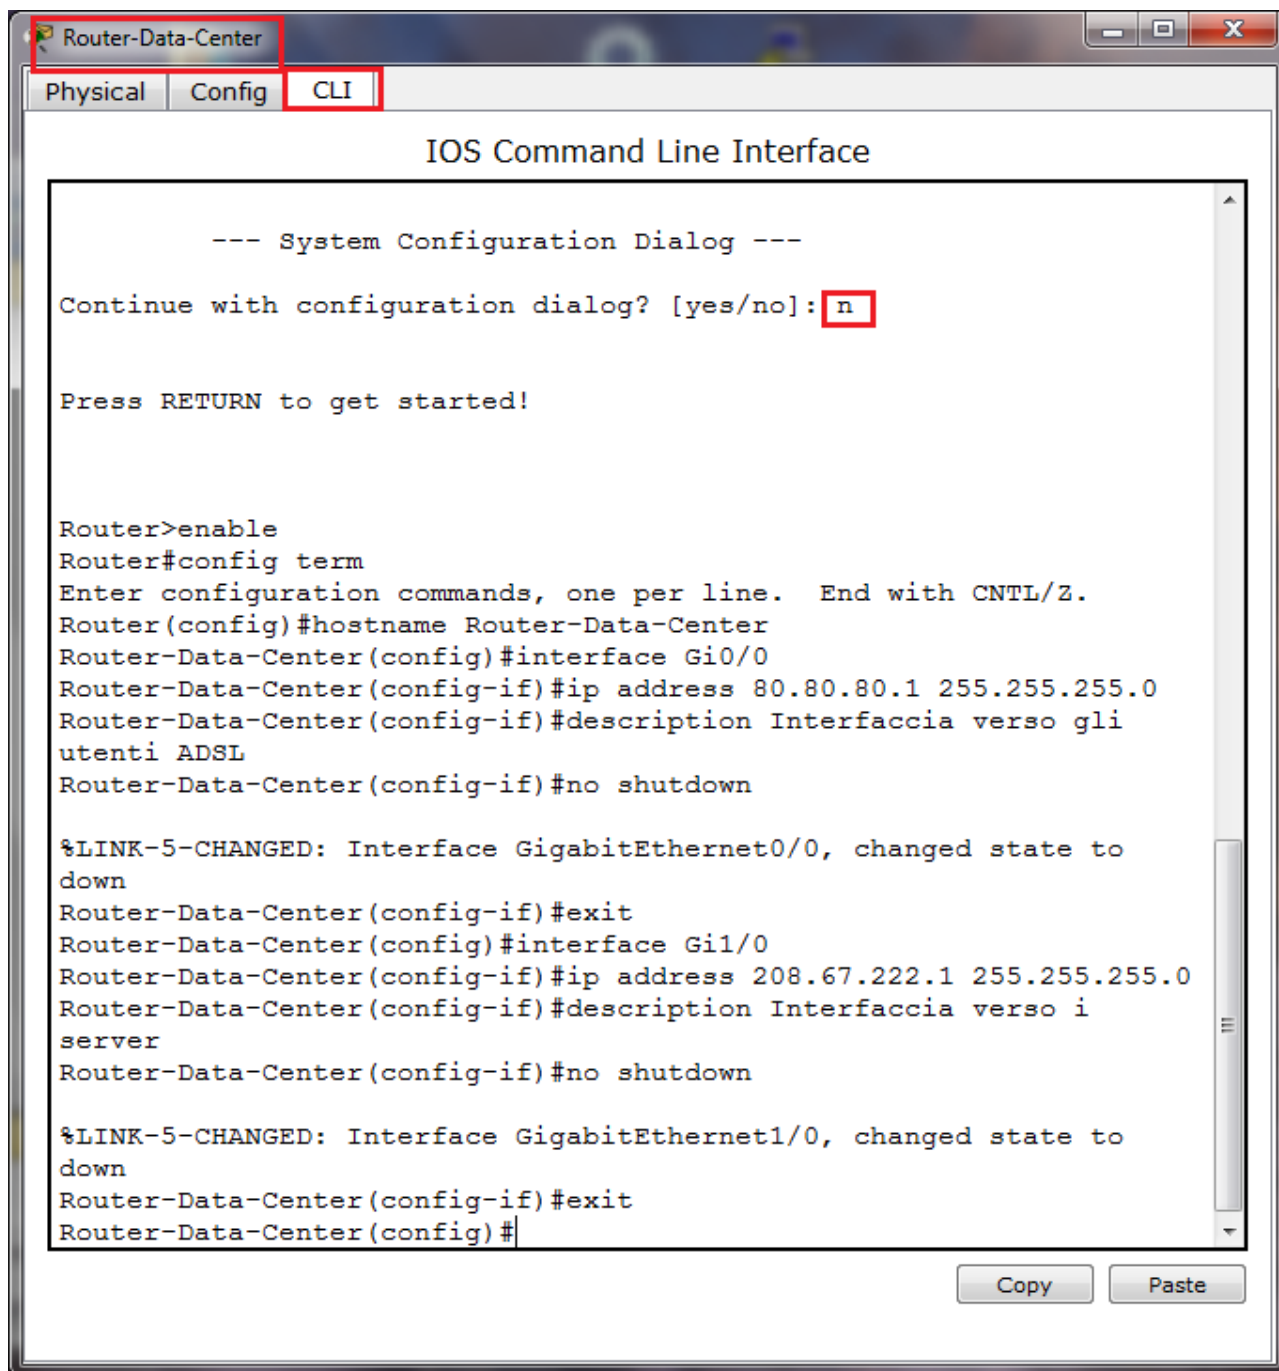 Router-Data-Center
Physical Config CLI
IOS Command Line Interface
--- System Configuration Dialog ---
Continue with configuration dialog? [yes/no]: n
Press RETURN to get started!
Router>enable
Router#config term
Enter configuration commands, one per line.  End with CNTL/Z.
Router(config)#hostname Router-Data-Center
Router-Data-Center(config)#interface Gi0/0
Router-Data-Center(config-if)#ip address 80.80.80.1 255.255.255.0
Router-Data-Center(config-if)#description Interfaccia verso gli
utenti ADSL
Router-Data-Center(config-if)#no shutdown
%LINK-5-CHANGED: Interface GigabitEthernet0/0, changed state to
down
Router-Data-Center(config-if)#exit
Router-Data-Center(config)#interface Gi1/0
Router-Data-Center(config-if)#ip address 208.67.222.1 255.255.255.0
Router-Data-Center(config-if)#description Interfaccia verso i
server
Router-Data-Center(config-if)#no shutdown
%LINK-5-CHANGED: Interface GigabitEthernet1/0, changed state to
down
Router-Data-Center(config-if)#exit
Router-Data-Center(config)#
Copy Paste